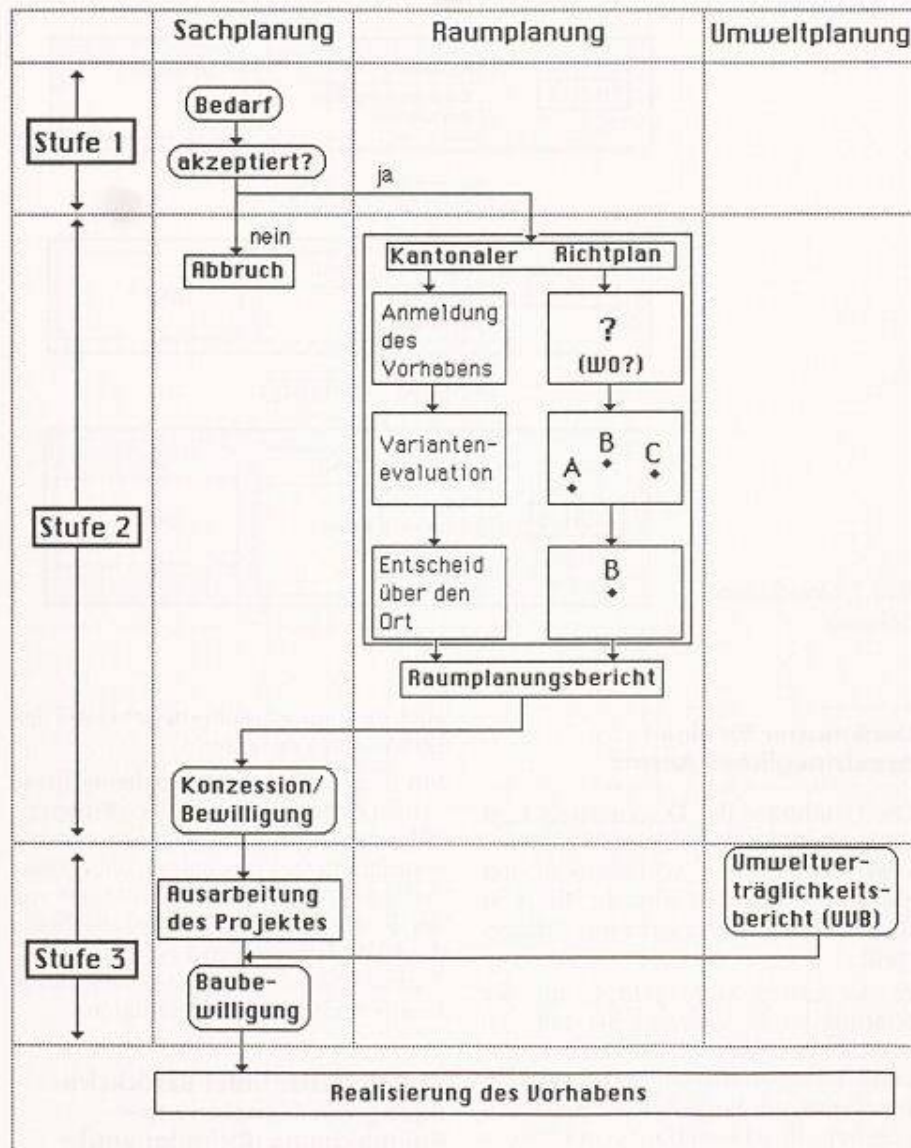 Sachplanung Raumplanung Umweltplanung
Stufe 1
Bedarf
akzeptiert?
ja
nein
Abbruch
Stufe 2
Kantonaler Richtplan
Anmeldung
des
Vorhabens
?
(WO?)
Varianten-
evaluation
A B C
Entscheid
über den
Ort
B
Raumplanungsbericht
Konzession/
Bewilligung
Stufe 3
Ausarbeitung
des Projektes
Umweltver-
träglichkeits-
bericht (UVB)
Baube-
willigung
Realisierung des Vorhabens